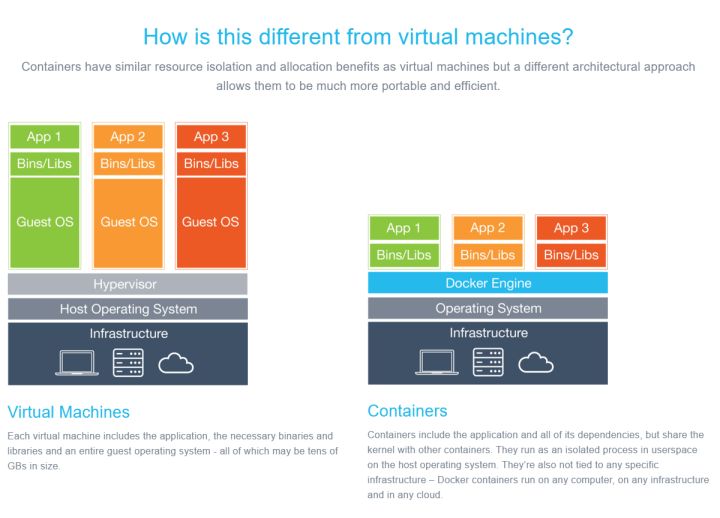 How is this different from virtual machines?
Containers have similar resource isolation and allocation benefits as virtual machines but a different architectural approach
allows them to be much more portable and efficient.
App 1
App 2
App 3
Bins/Libs
Bins/Libs
Bins/Libs
Guest OS
Guest OS
Guest OS
Hypervisor
Host Operating System
Infrastructure
App 1
App 2
App 3
Bins/Libs
Bins/Libs
Bins/Libs
Docker Engine
Operating System
Infrastructure
Virtual Machines
Each virtual machine includes the application, the necessary binaries and
libraries and an entire guest operating system - all of which may be tens of
GBs in size.
Containers
Containers include the application and all of its dependencies, but share the
kernel with other containers. They run as an isolated process in userspace
on the host operating system. They're also not tied to any specific
infrastructure – Docker containers run on any computer, on any infrastructure
and in any cloud.